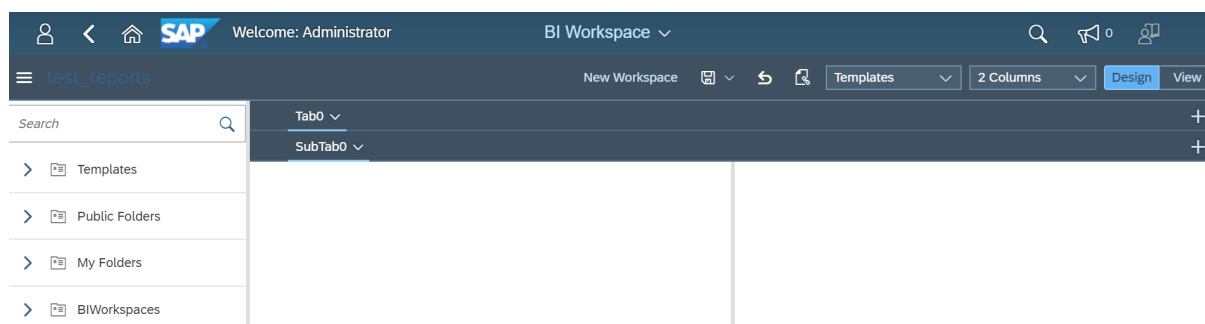 SAP Welcome: Administrator BI Workspace 0
test_reports New Workspace Templates 2 Columns Design View
Search
Tab0
SubTab0
Templates
Public Folders
My Folders
BIWorkspaces